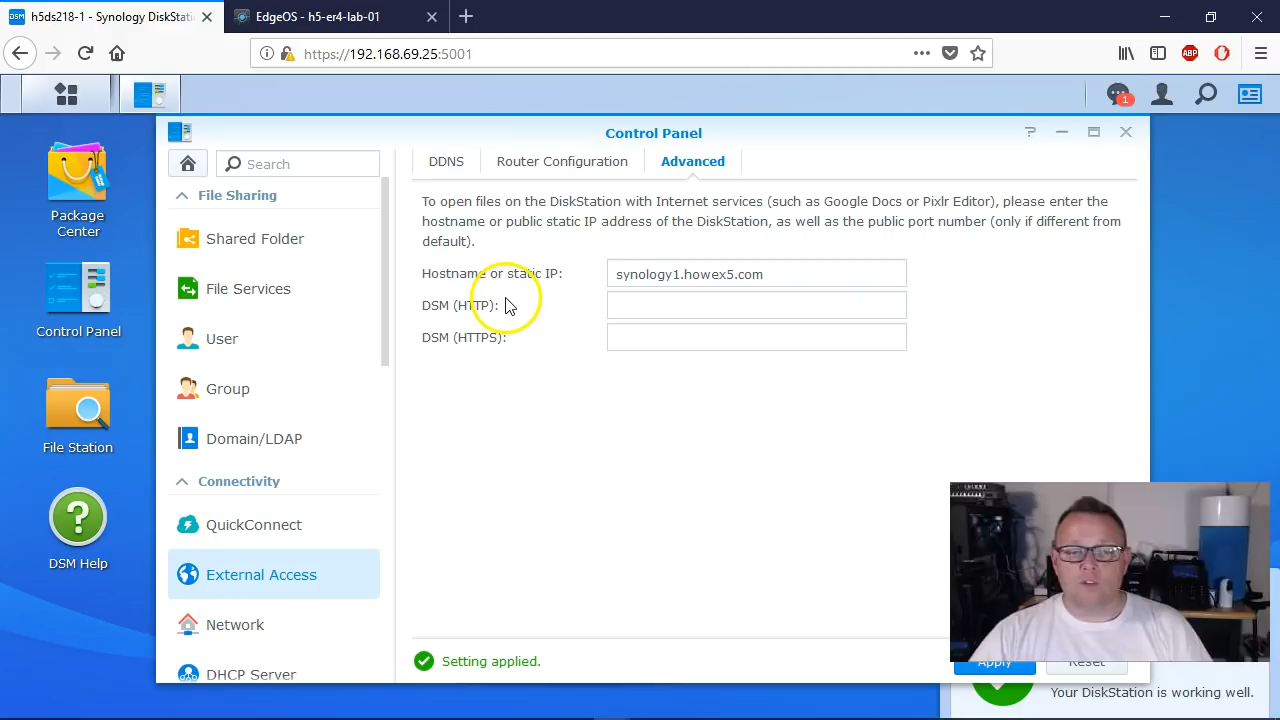 h5ds218-1 - Synology DiskStati
EdgeOS - h5-er4-lab-01
https://192.168.69.25:5001
ABP
1
Control Panel
Search
DDNS
Router Configuration
Advanced
File Sharing
Shared Folder
File Services
User
Group
Domain/LDAP
Connectivity
QuickConnect
External Access
Network
DHCP Server
To open files on the DiskStation with Internet services (such as Google Docs or Pixlr Editor), please enter the
hostname or public static IP address of the DiskStation, as well as the public port number (only if different from
default).
Hostname or static IP:
synology1.howex5.com
DSM (HTTP):
DSM (HTTPS):
Setting applied.
Apply
Reset
Package
Center
Control Panel
File Station
DSM Help
Your DiskStation is working well.